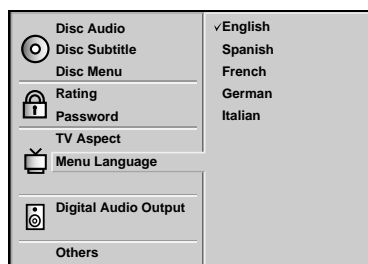 Disc Audio
Disc Subtitle
Disc Menu
Rating
Password
TV Aspect
Menu Language
Digital Audio Output
Others
✓English
Spanish
French
German
Italian